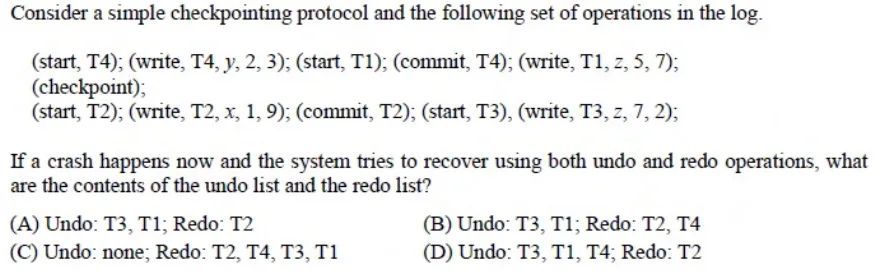 Consider a simple checkpointing protocol and the following set of operations in the log.
(start, T4); (write, T4, y, 2, 3); (start, T1); (commit, T4); (write, T1, z, 5, 7);
(checkpoint);
(start, T2); (write, T2, x, 1, 9); (commit, T2); (start, T3), (write, T3, z, 7, 2);
If a crash happens now and the system tries to recover using both undo and redo operations, what
are the contents of the undo list and the redo list?
(A) Undo: T3, T1; Redo: T2 (B) Undo: T3, T1; Redo: T2, T4
(C) Undo: none; Redo: T2, T4, T3, T1 (D) Undo: T3, T1, T4; Redo: T2